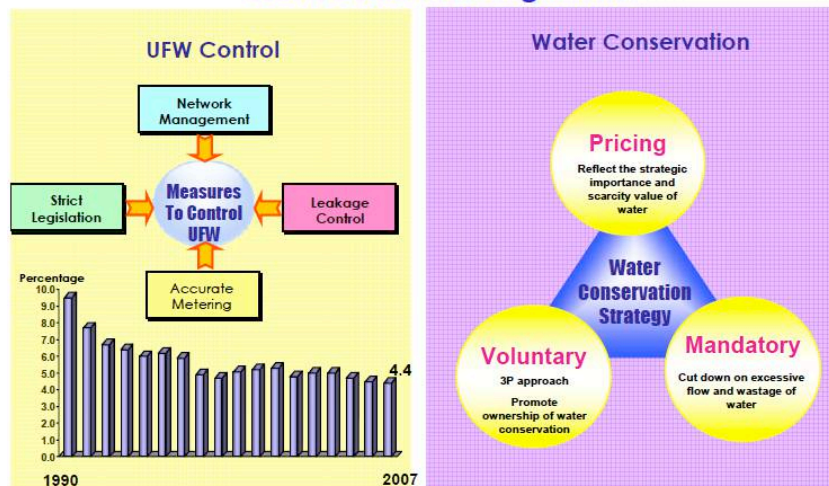 UFW Control
Network
Management
Strict
Legislation
Measures
To Control
UFW
Leakage
Control
Accurate
Metering
Percentage
10.0
9.0
8.0
7.0
6.0
5.0
4.0
3.0
2.0
1.0
0.0
4.4
1990
2007
Water Conservation
Pricing
Reflect the strategic
importance and
scarcity value of
water
Water
Conservation
Strategy
Voluntary
3P approach
Promote
ownership of water
conservation
Mandatory
Cut down on excessive
flow and wastage of
water